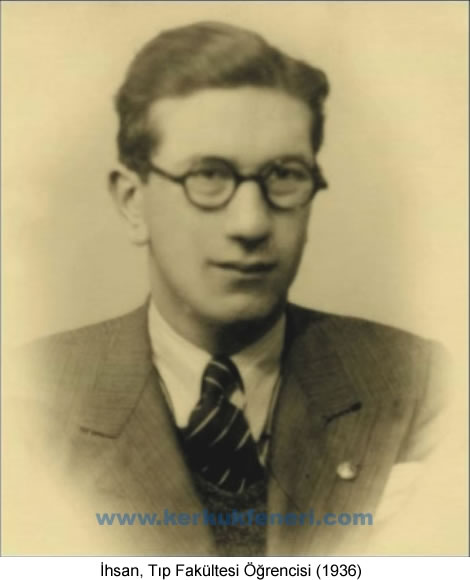 www.kerkukfeneri.com
İhsan, Tıp Fakültesi Öğrencisi (1936)